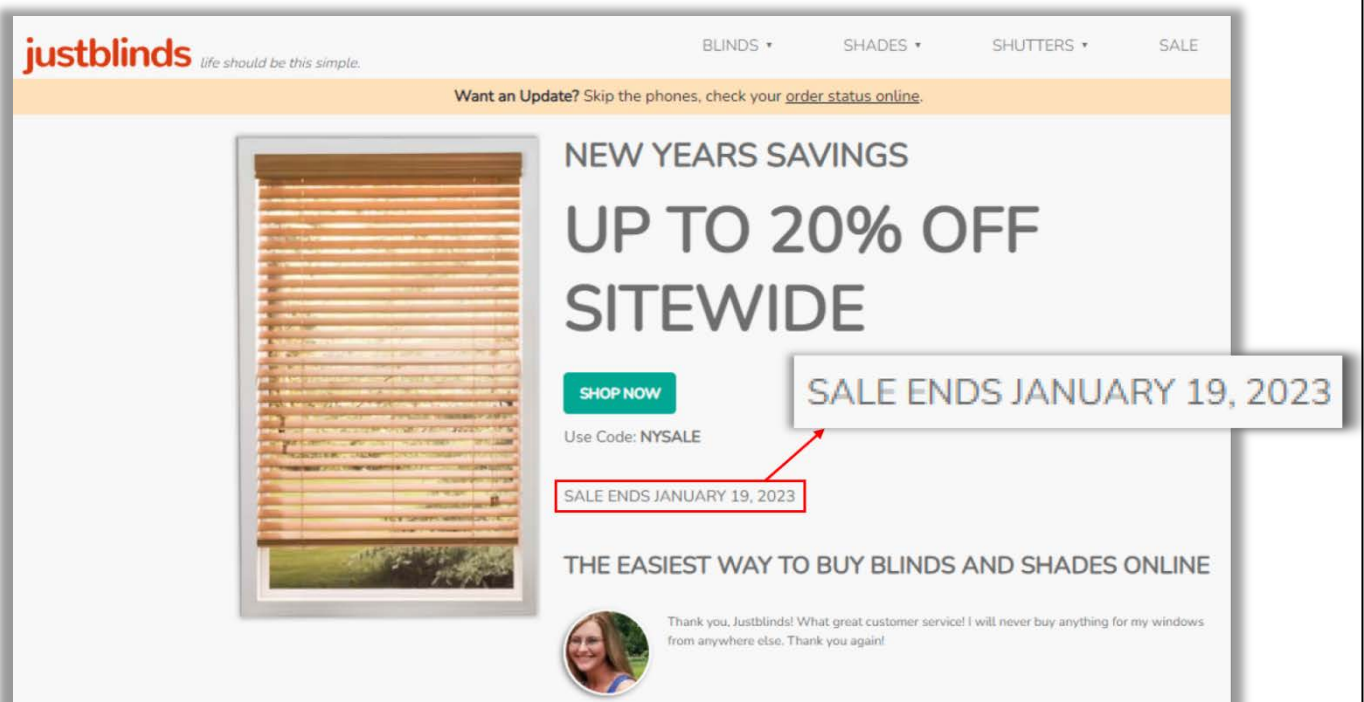 justblinds life should be this simple.
BLINDS ▾ SHADES ▾ SHUTTERS ▾ SALE
Want an Update? Skip the phones, check your order status online.
NEW YEARS SAVINGS
UP TO 20% OFF
SITEWIDE
SHOP NOW
SALE ENDS JANUARY 19, 2023
Use Code: NYSALE
SALE ENDS JANUARY 19, 2023
THE EASIEST WAY TO BUY BLINDS AND SHADES ONLINE
Thank you, Justblinds! What great customer service! I will never buy anything for my windows
from anywhere else. Thank you again!